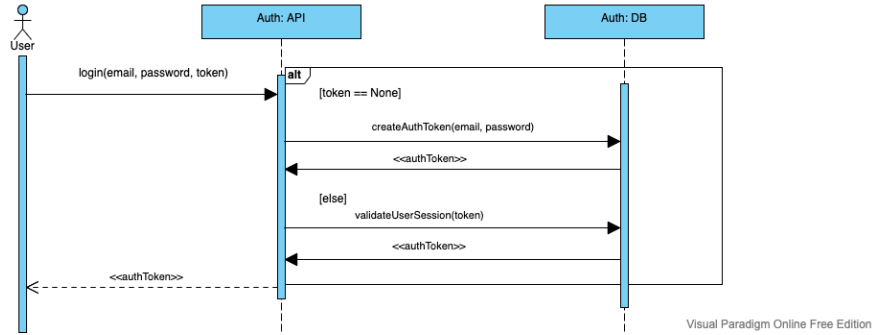 Auth: API
Auth: DB
User
login(email, password, token)
alt
[token == None]
createAuthToken(email, password)
<<authToken>>
[else]
validateUserSession(token)
<<authToken>>
<<authToken>>
Visual Paradigm Online Free Edition